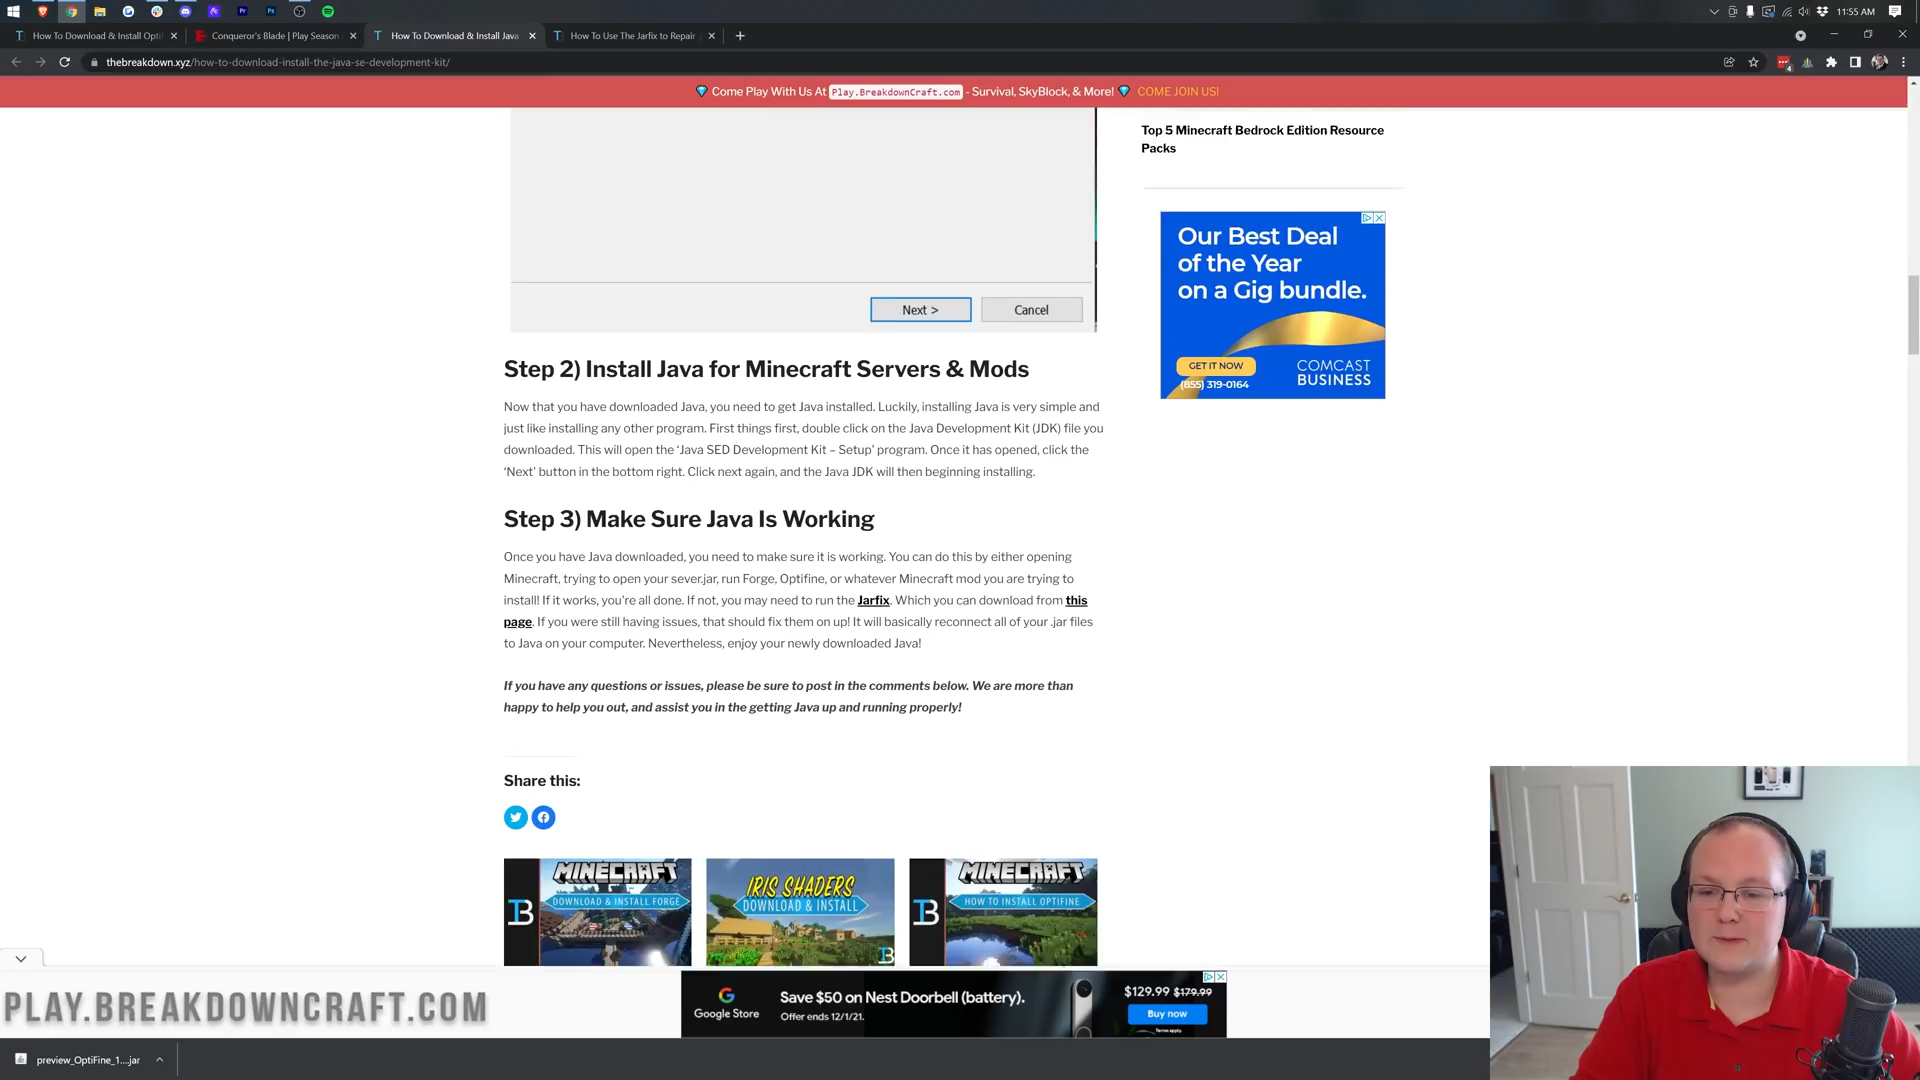 11:55 AM
How To Download & Install Opti
Conqueror's Blade | Play Season
How To Download & Install Java
How To Use The Jarfix to Repair
thebreakdown.xyz/how-to-download-install-the-java-se-development-kit/
Come Play With Us At Play.BreakdownCraft.com - Survival, SkyBlock, & More! COME JOIN US!
Top 5 Minecraft Bedrock Edition Resource
Packs
Our Best Deal
of the Year
on a Gig bundle.
GET IT NOW
(855) 319-0164
COMCAST
BUSINESS
Next >
Cancel
Step 2) Install Java for Minecraft Servers & Mods
Now that you have downloaded Java, you need to get Java installed. Luckily, installing Java is very simple and
just like installing any other program. First things first, double click on the Java Development Kit (JDK) file you
downloaded. This will open the ‘Java SED Development Kit – Setup’ program. Once it has opened, click the
‘Next’ button in the bottom right. Click next again, and the Java JDK will then beginning installing.
Step 3) Make Sure Java Is Working
Once you have Java downloaded, you need to make sure it is working. You can do this by either opening
Minecraft, trying to open your sever.jar, run Forge, Optifine, or whatever Minecraft mod you are trying to
install! If it works, you’re all done. If not, you may need to run the Jarfix. Which you can download from this
page. If you were still having issues, that should fix them on up! It will basically reconnect all of your .jar files
to Java on your computer. Nevertheless, enjoy your newly downloaded Java!
If you have any questions or issues, please be sure to post in the comments below. We are more than
happy to help you out, and assist you in the getting Java up and running properly!
Share this:
MINECRAFT
DOWNLOAD & INSTALL FORGE
IRIS SHADERS
DOWNLOAD & INSTALL
MINECRAFT
HOW TO INSTALL OPTIFINE
PLAY.BREAKDOWNCRAFT.COM
Google Store
Save $50 on Nest Doorbell (battery).
Offer ends 12/1/21.
$129.99 $179.99
Buy now
Terms apply.
preview_OptiFine_1....jar